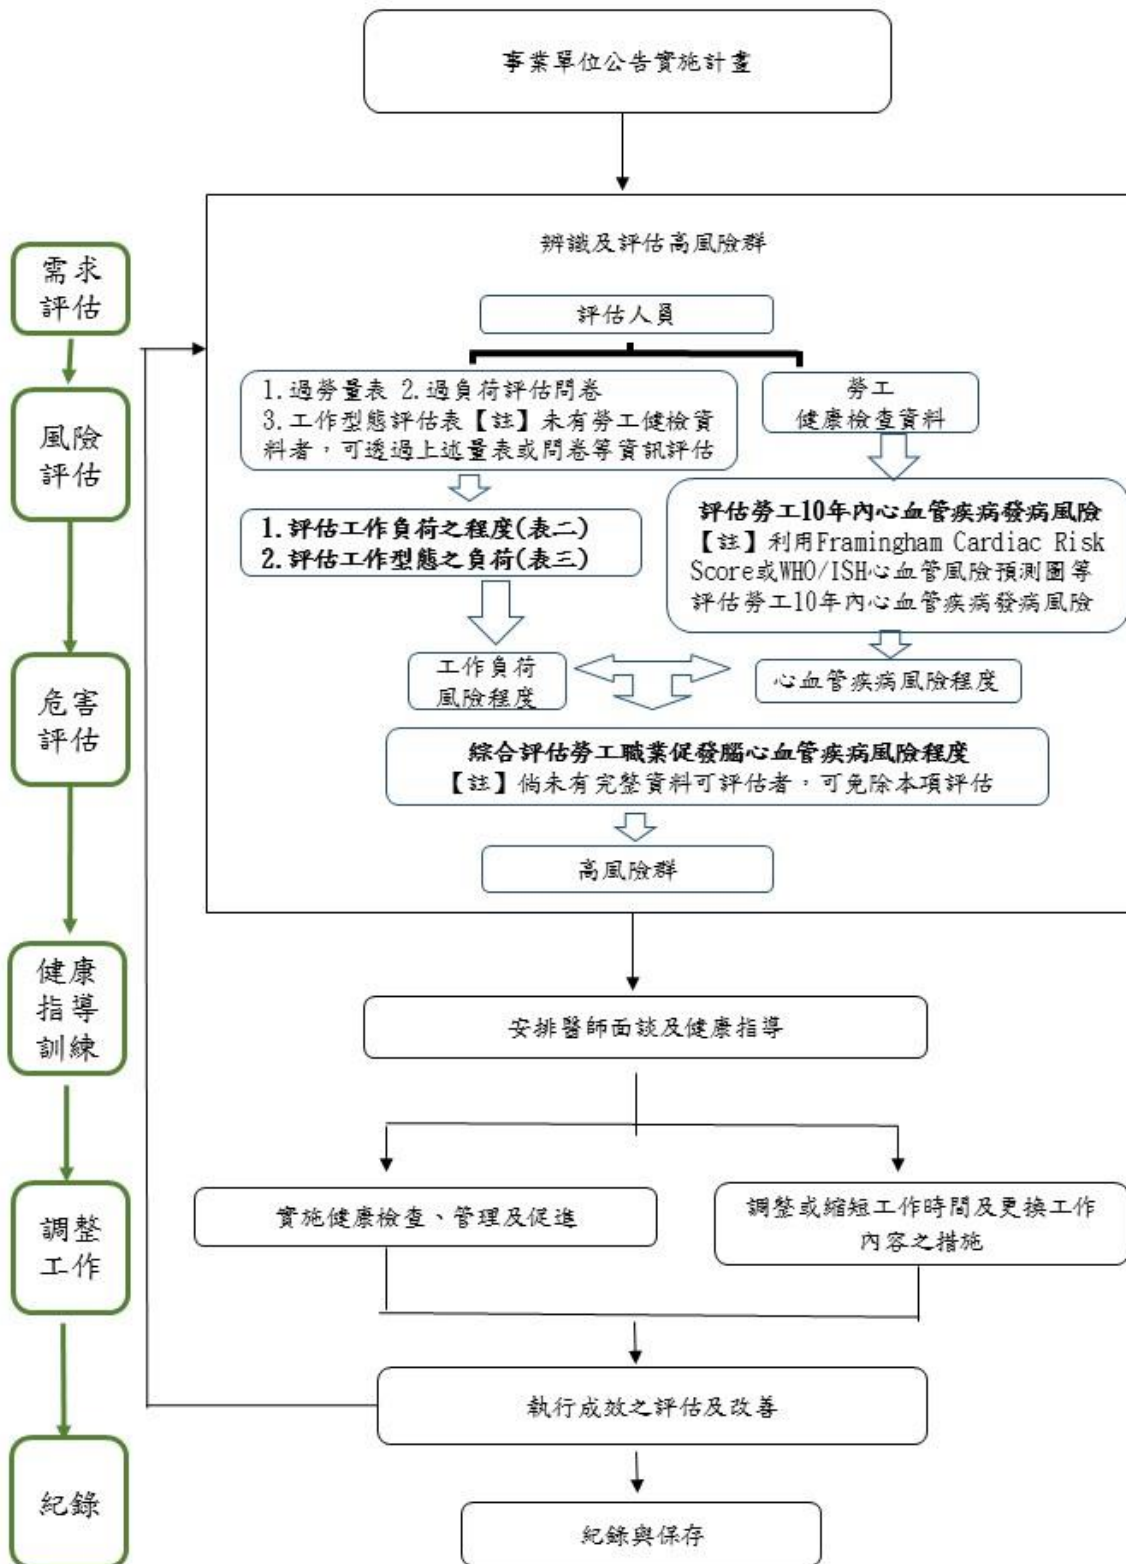 事業單位公告實施計畫
辨識及評估高風險群
評估人員
1.過勞量表 2.過負荷評估問卷
3.工作型態評估表【註】未有勞工健檢資
料者，可透過上述量表或問卷等資訊評估
勞工
健康檢查資料
1.評估工作負荷之程度(表二)
2.評估工作型態之負荷(表三)
評估勞工10年內心血管疾病發病風險
【註】利用Framingham Cardiac Risk
Score或WHO/ISH心血管風險預測圖等
評估勞工10年內心血管疾病發病風險
工作負荷
風險程度
心血管疾病風險程度
綜合評估勞工職業促發腦心血管疾病風險程度
【註】倘未有完整資料可評估者，可免除本項評估
高風險群
安排醫師面談及健康指導
實施健康檢查、管理及促進
調整或縮短工作時間及更換工作
內容之措施
執行成效之評估及改善
紀錄與保存
需求
評估
風險
評估
危害
評估
健康
指導
訓練
調整
工作
紀錄